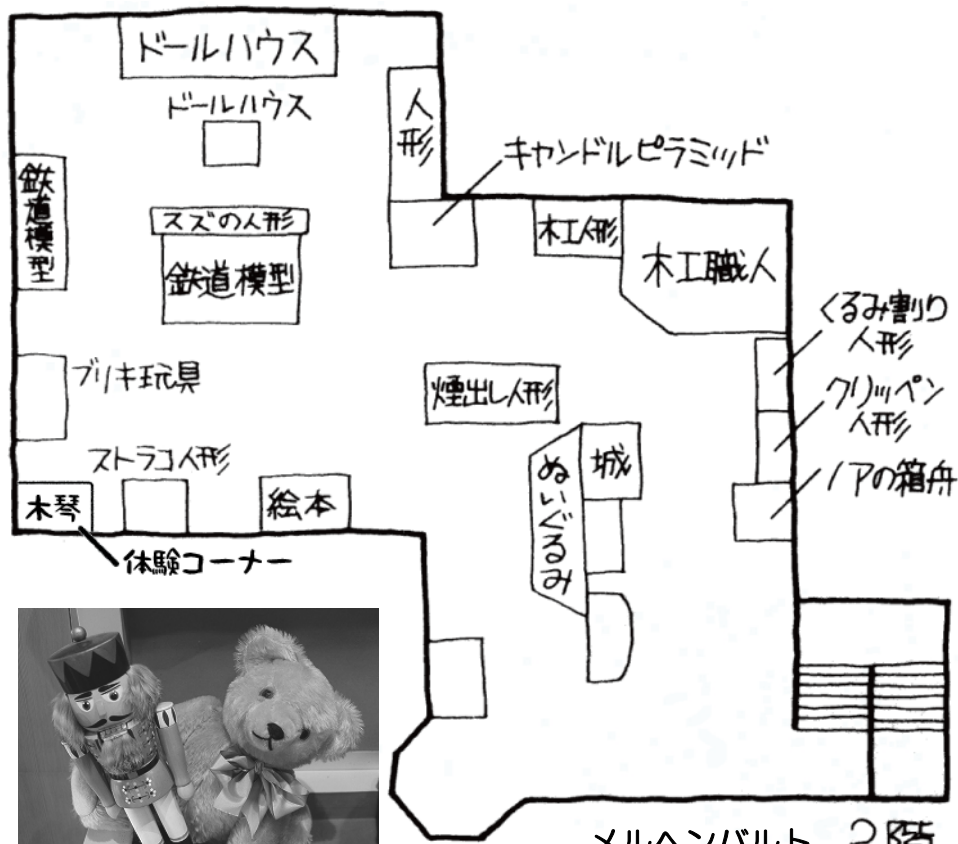 ドールハウス
ドールハウス
人形
キャンドルピラミッド
鉄道模型
スズの人形
鉄道模型
木工人形
木工職人
くるみ割り
人形
ブリキ玩具
煙出し人形
クリッペン
人形
ストラコ人形
ぬいぐるみ
城
ノアの箱舟
木琴
絵本
体験コーナー
メルヘンバルト 2階